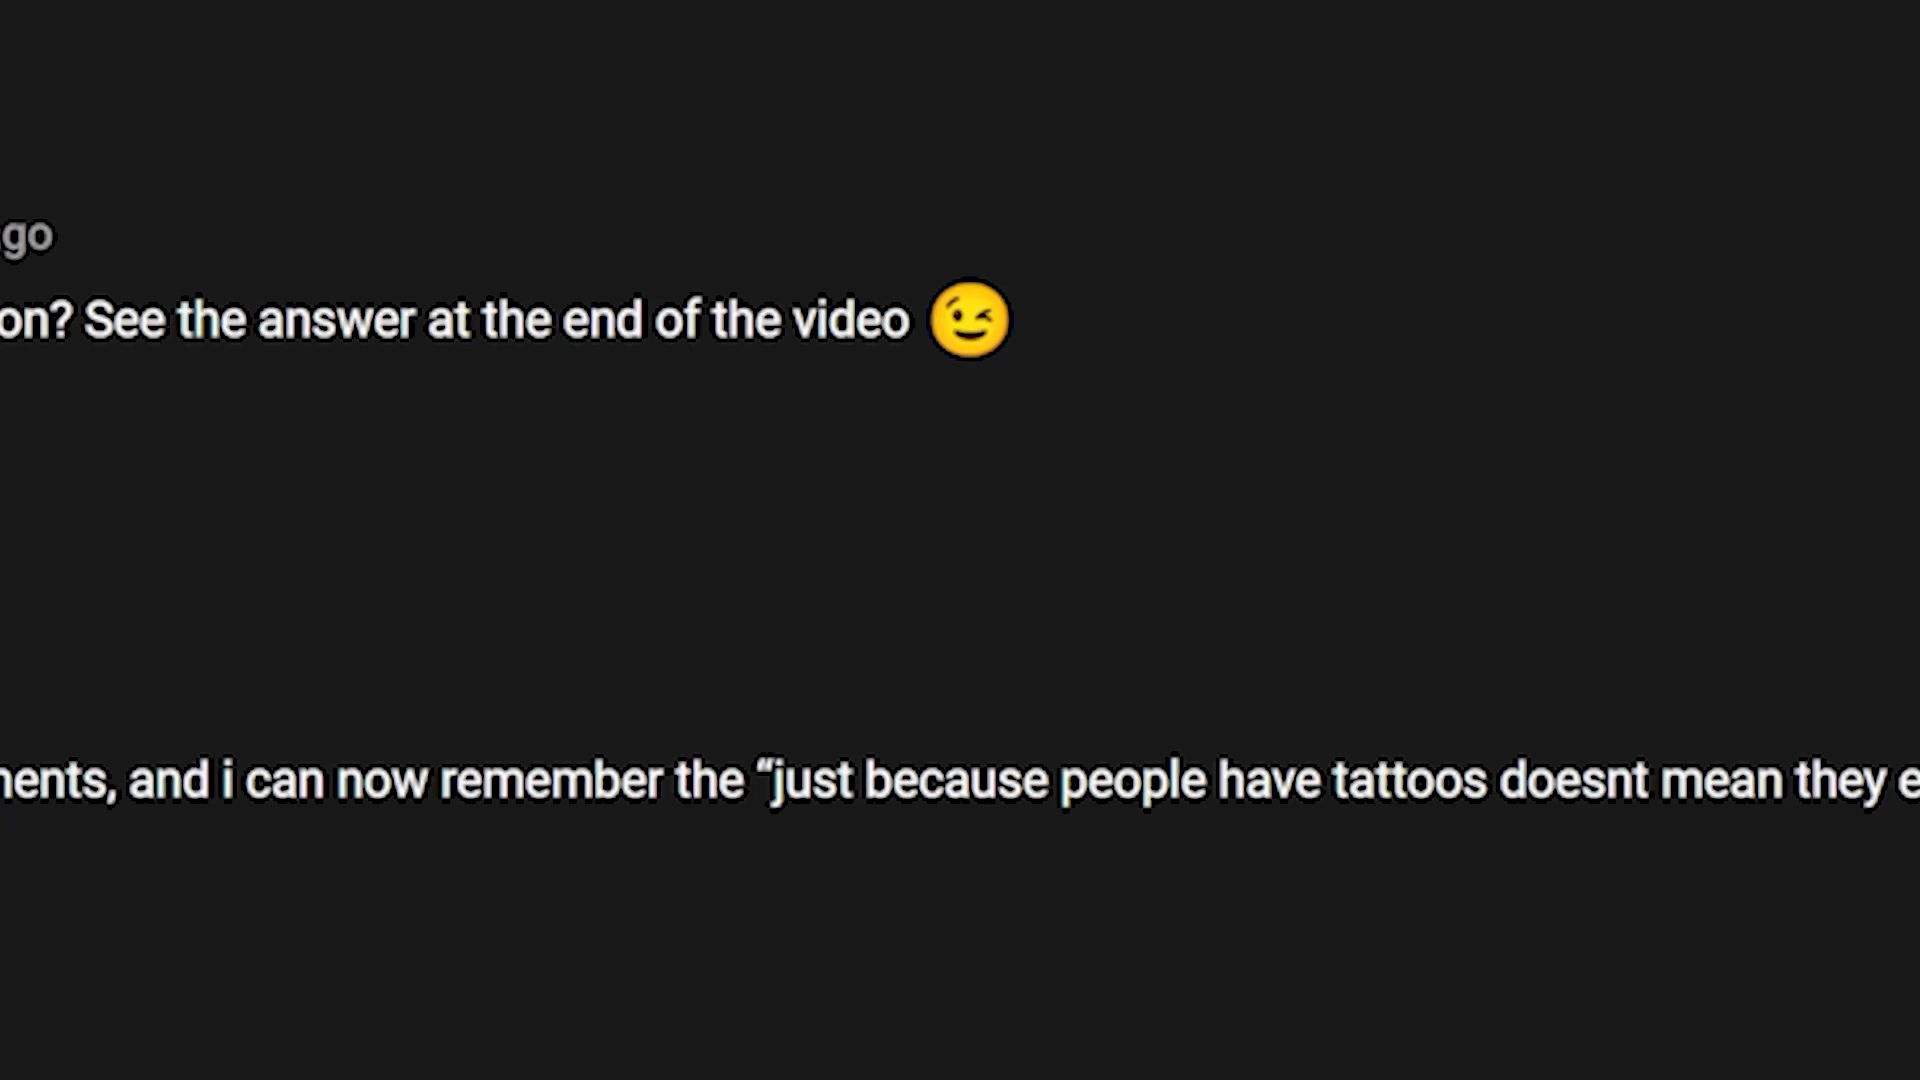 go
on? See the answer at the end of the video 😉
nents, and i can now remember the “just because people have tattoos doesnt mean they e